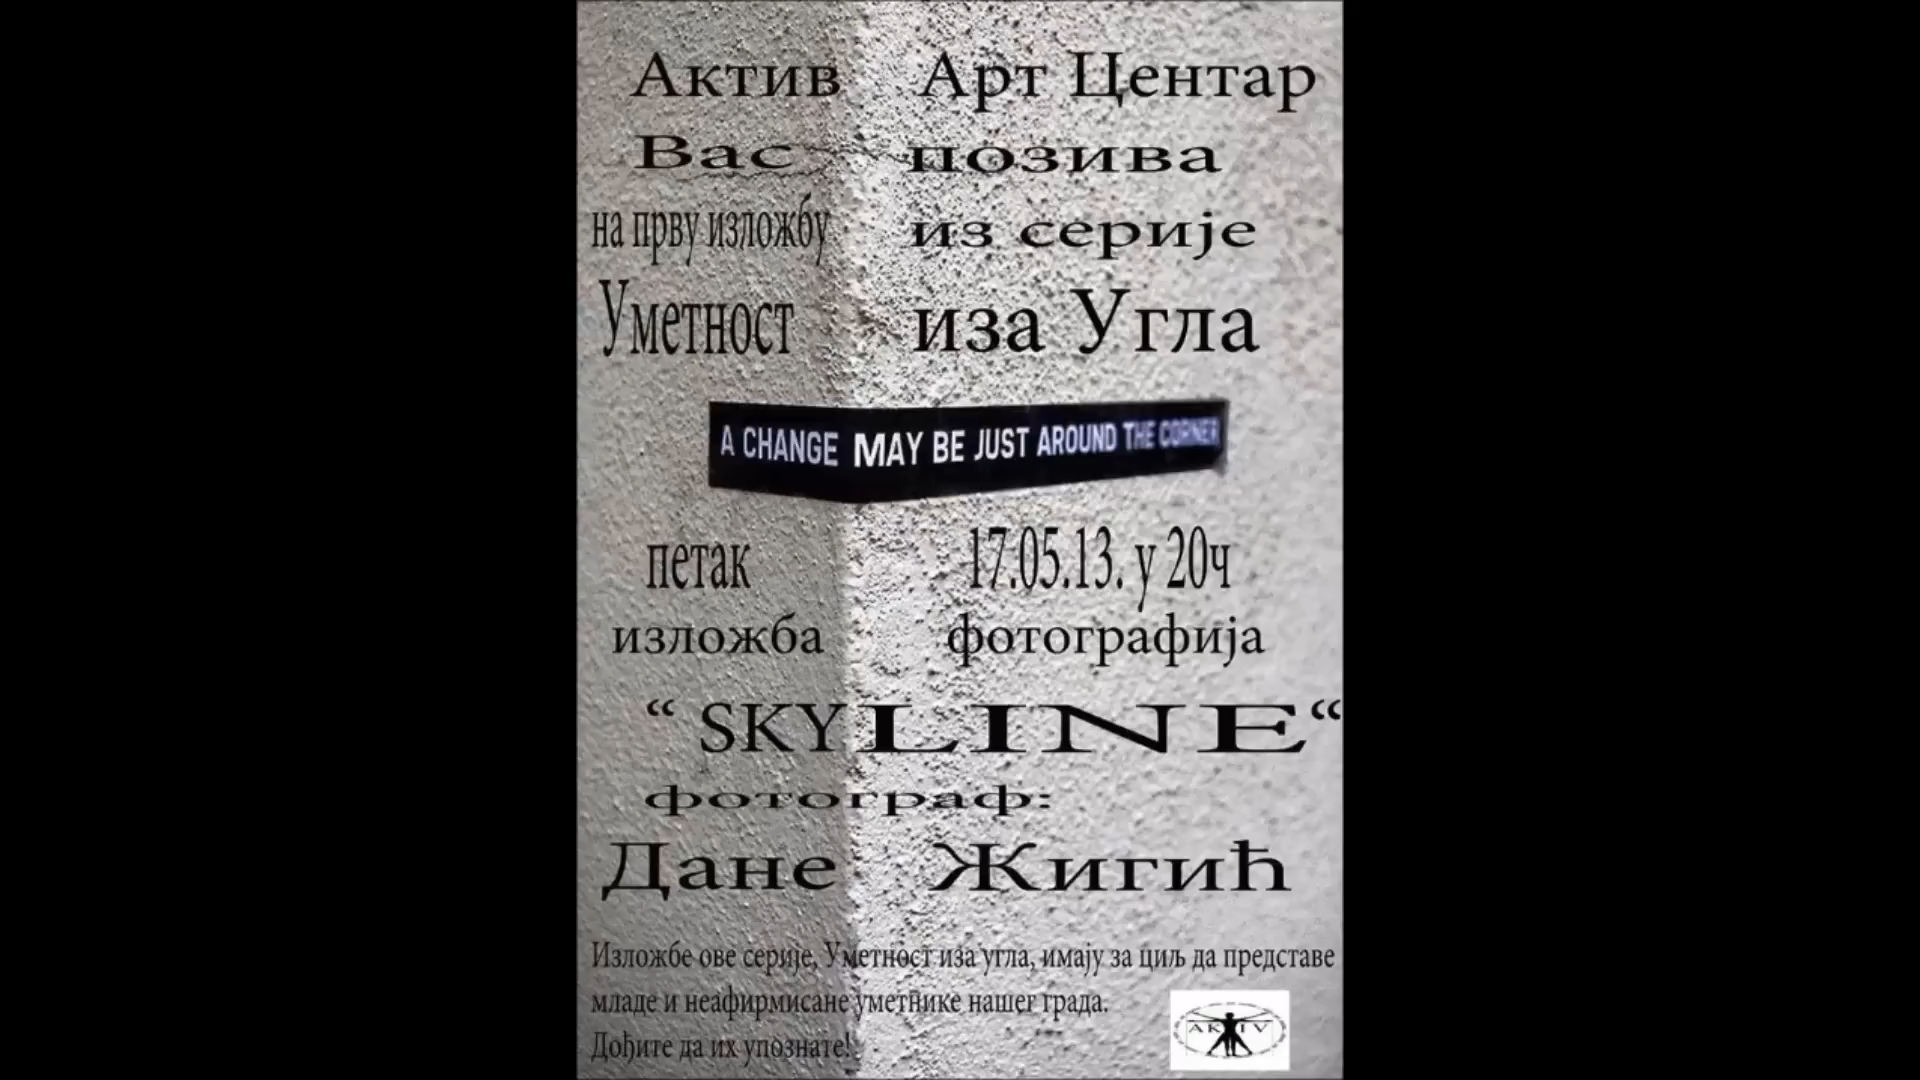 Актив Арт Центар
Вас позива
на прву изложбу из серије
Уметност иза Угла
A CHANGE MAY BE JUST AROUND THE CORNER
петак 17.05.13. у 20ч
изложба фотографија
“ SKYLINE“
фотограф:
Дане Жигић
Изложбе ове серије, Уметност иза угла, имају за циљ да представе
младе и неафирмисане уметнике нашег града.
Дођите да их упознате!
AKTIV